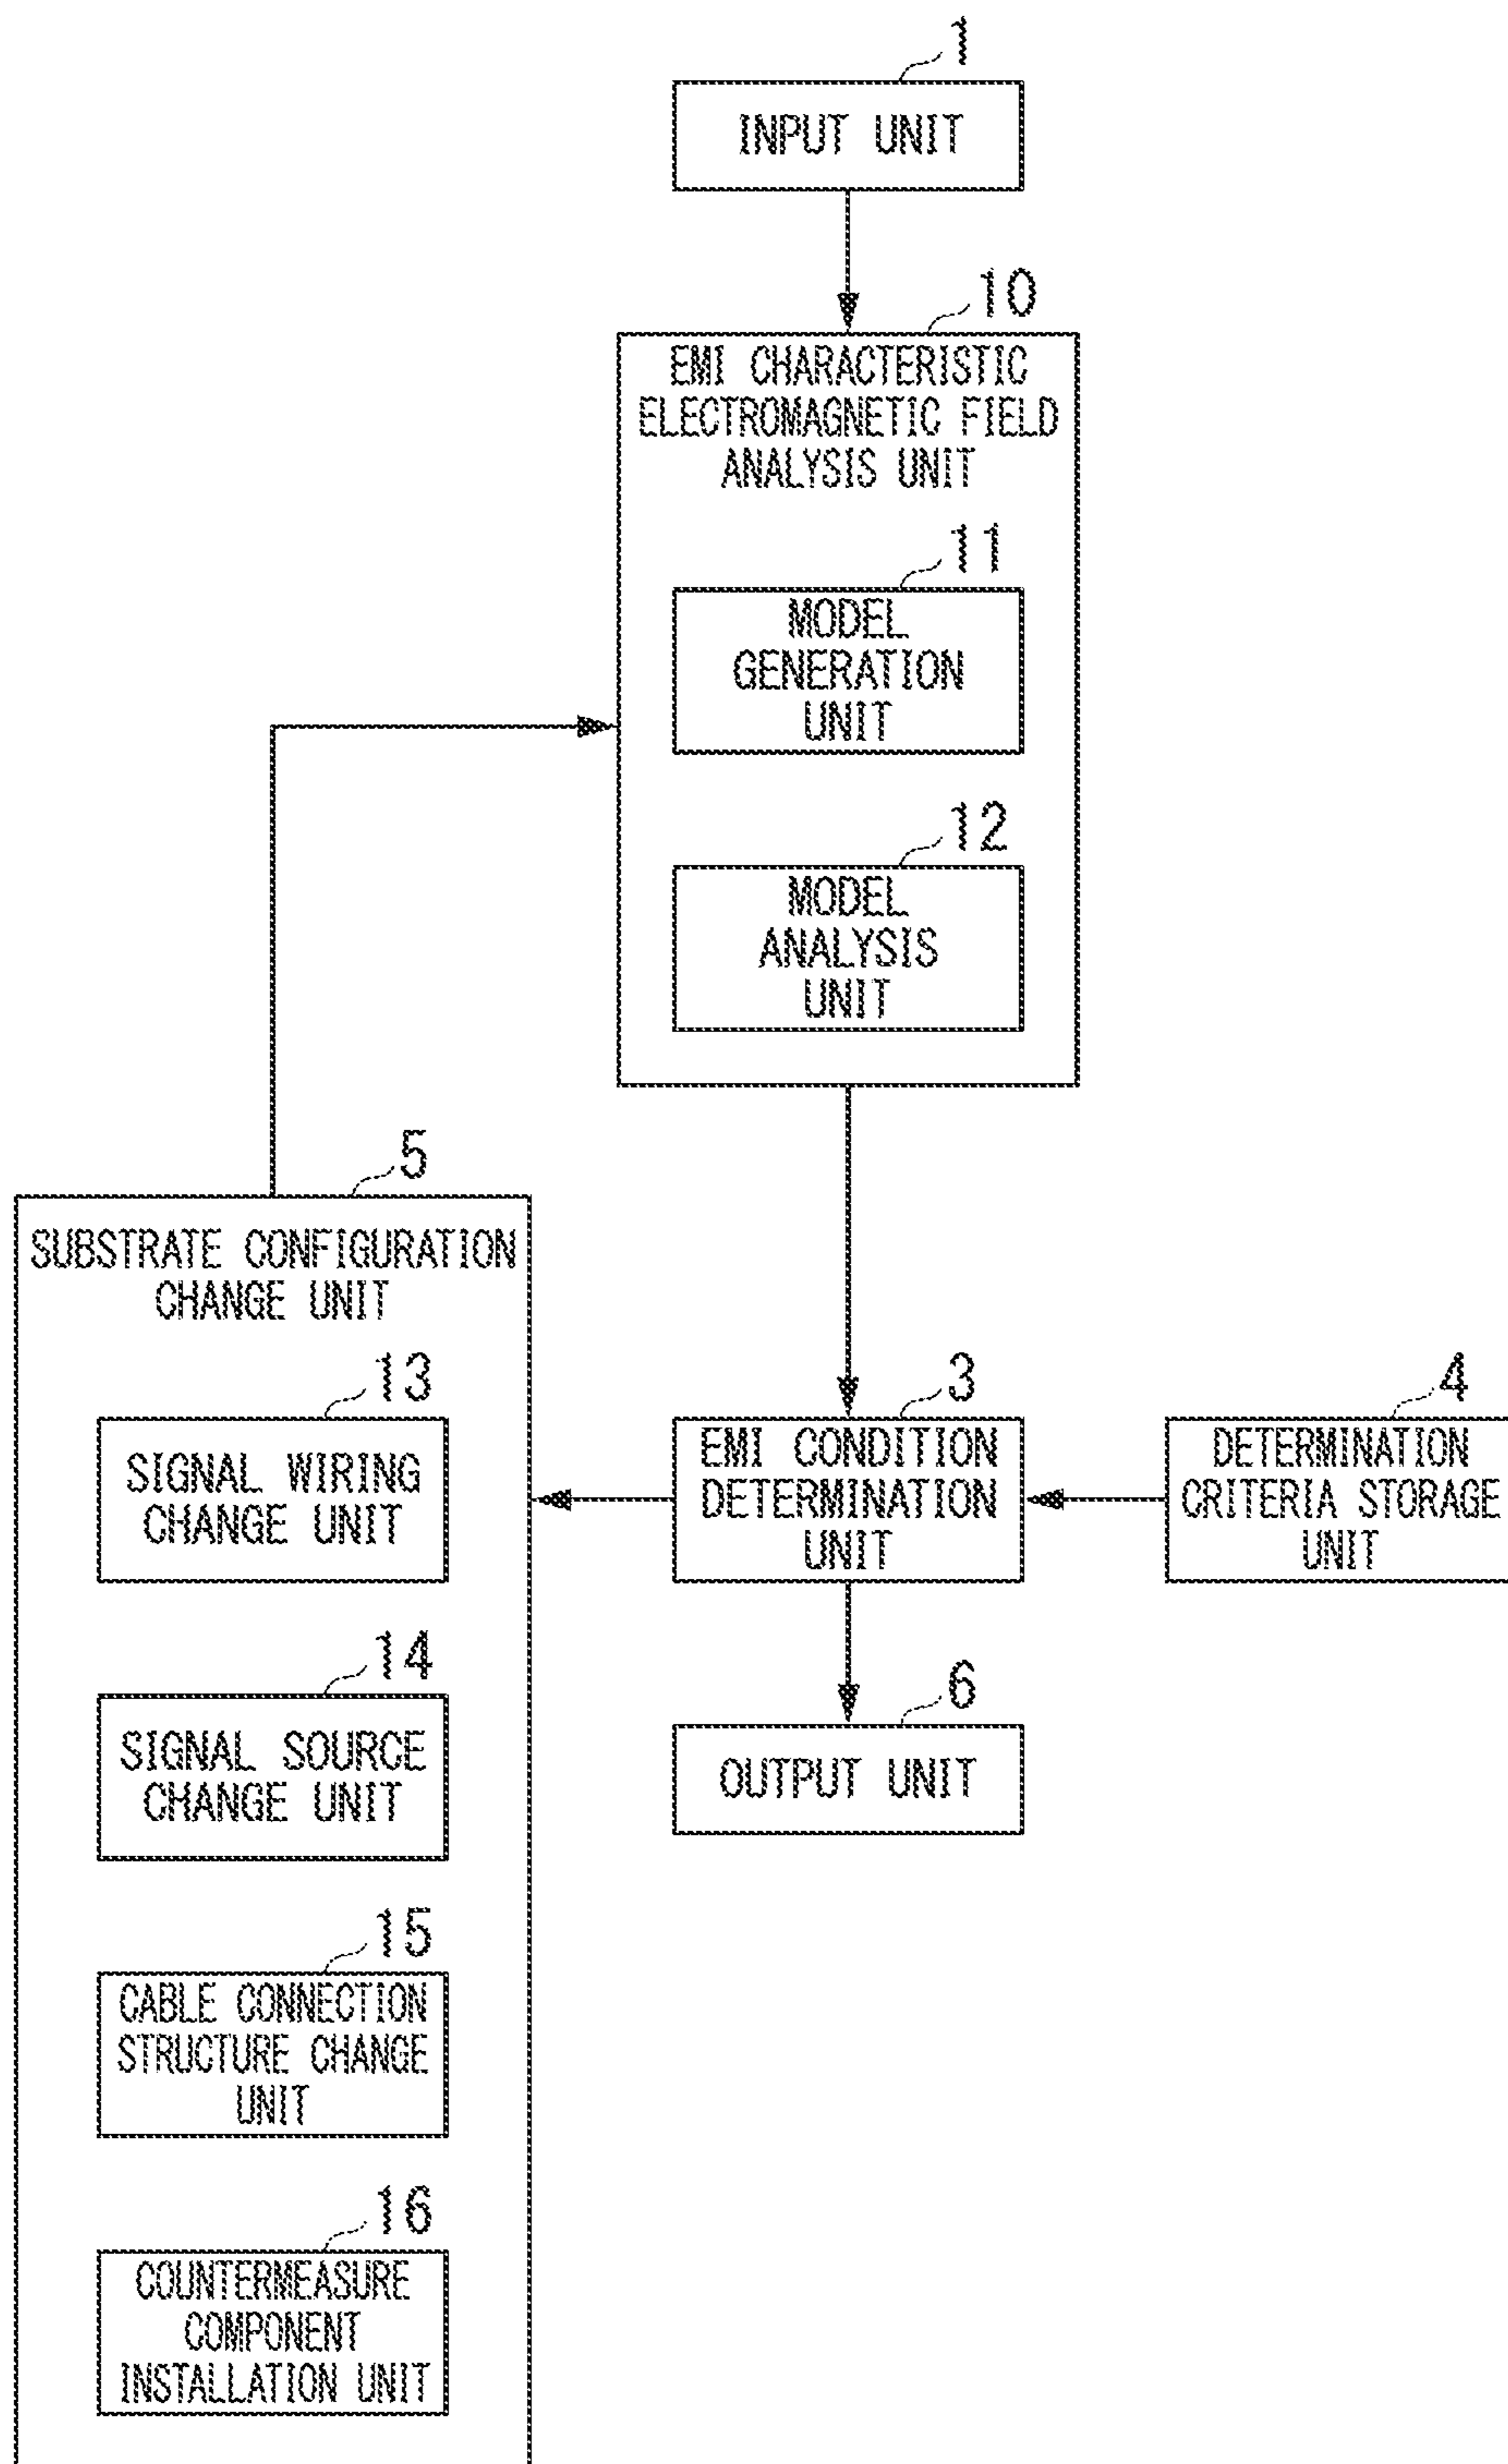 1
INPUT UNIT
10
EMI CHARACTERISTIC
ELECTROMAGNETIC FIELD
ANALYSIS UNIT
11
MODEL
GENERATION
UNIT
12
MODEL
ANALYSIS
UNIT
5
SUBSTRATE CONFIGURATION
CHANGE UNIT
13
SIGNAL WIRING
CHANGE UNIT
14
SIGNAL SOURCE
CHANGE UNIT
15
CABLE CONNECTION
STRUCTURE CHANGE
UNIT
16
COUNTERMEASURE
COMPONENT
INSTALLATION UNIT
3
EMI CONDITION
DETERMINATION
UNIT
4
DETERMINATION
CRITERIA STORAGE
UNIT
6
OUTPUT UNIT